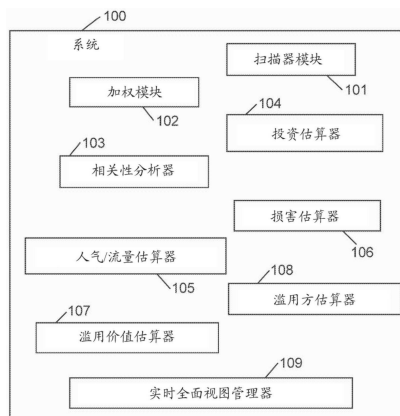 100
系统
扫描器模块
101
加权模块
102
104
投资估算器
103
相关性分析器
损害估算器
106
人气/流量估算器
105
108
滥用方估算器
107
滥用价值估算器
109
实时全面视图管理器